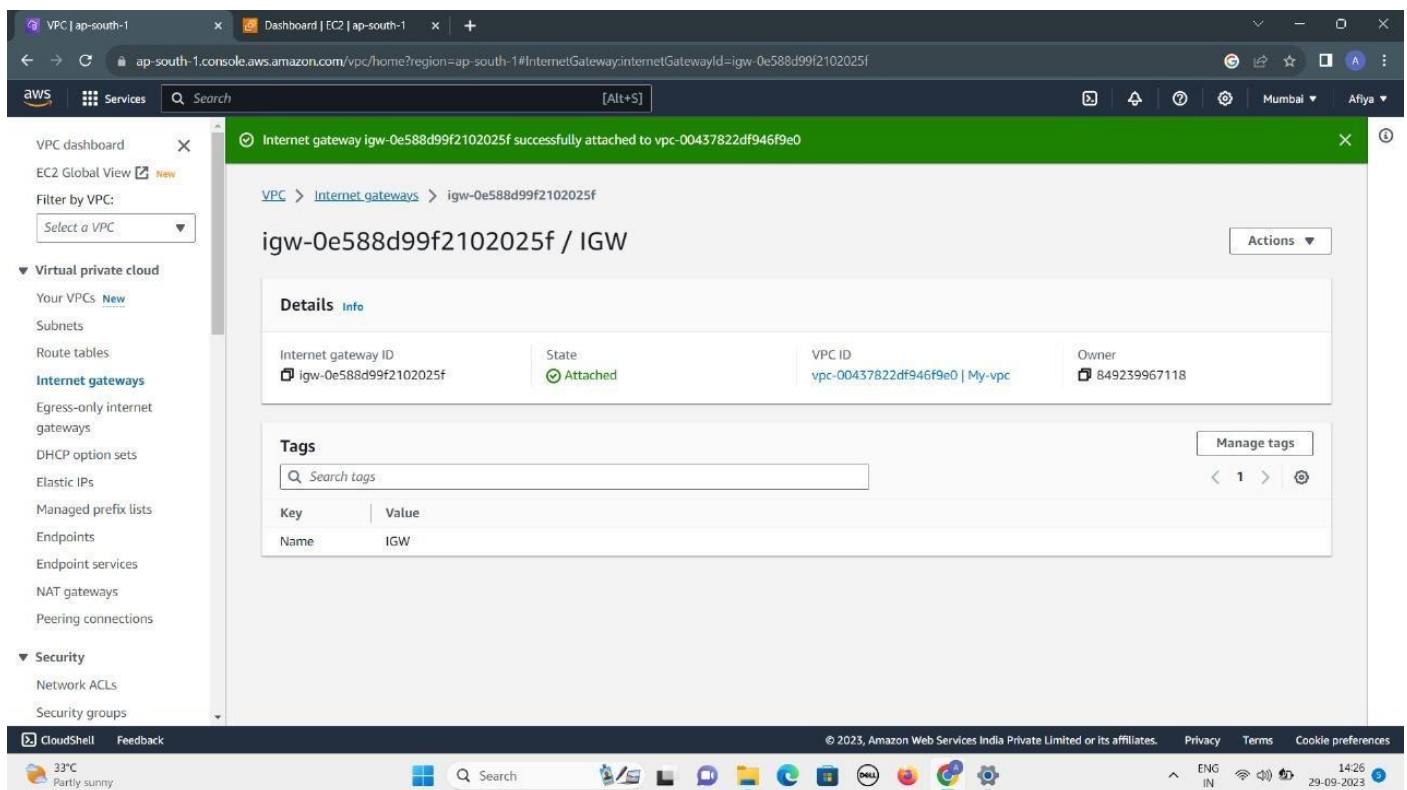 VPC | ap-south-1
Dashboard | EC2 | ap-south-1
ap-south-1.console.aws.amazon.com/vpc/home?region=ap-south-1#InternetGateway:internetGatewayId=igw-0e588d99f2102025f
A
aws
Services
Search
[Alt+S]
Mumbai
Afiya
VPC dashboard
EC2 Global View New
Filter by VPC:
Select a VPC
Virtual private cloud
Your VPCs New
Subnets
Route tables
Internet gateways
Egress-only internet
gateways
DHCP option sets
Elastic IPs
Managed prefix lists
Endpoints
Endpoint services
NAT gateways
Peering connections
Security
Network ACLs
Security groups
Internet gateway igw-0e588d99f2102025f successfully attached to vpc-00437822df946f9e0
VPC > Internet gateways > igw-0e588d99f2102025f
igw-0e588d99f2102025f / IGW
Actions
Details Info
Internet gateway ID
igw-0e588d99f2102025f
State
Attached
VPC ID
vpc-00437822df946f9e0 | My-vpc
Owner
849239967118
Tags
Manage tags
Search tags
1
Key Value
Name IGW
CloudShell Feedback
© 2023, Amazon Web Services India Private Limited or its affiliates. Privacy Terms Cookie preferences
33°C
Partly sunny
Search
DELL
A
ENG
IN
14:26
29-09-2023
5